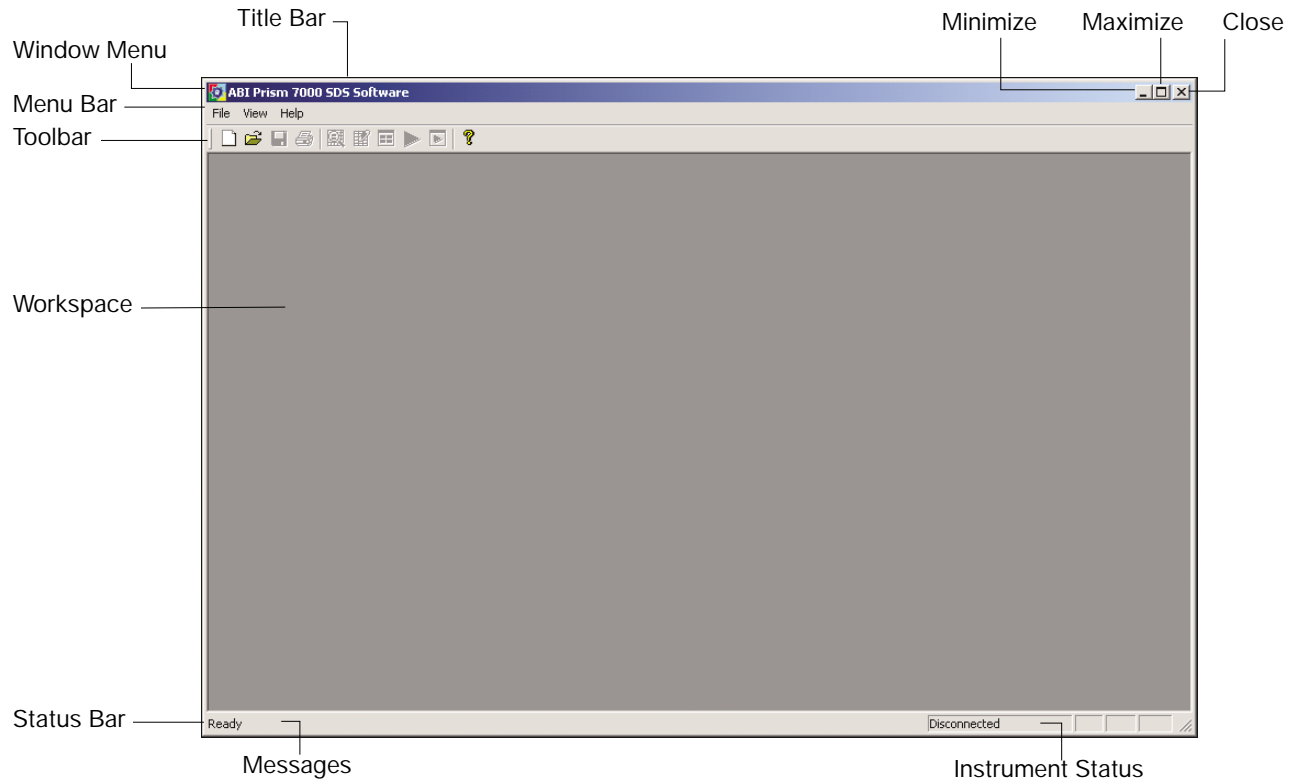 Title Bar
Minimize Maximize Close
Window Menu
ABI Prism 7000 SDS Software
Menu Bar
File View Help
Toolbar
Workspace
Status Bar
Ready
Disconnected
Messages
Instrument Status